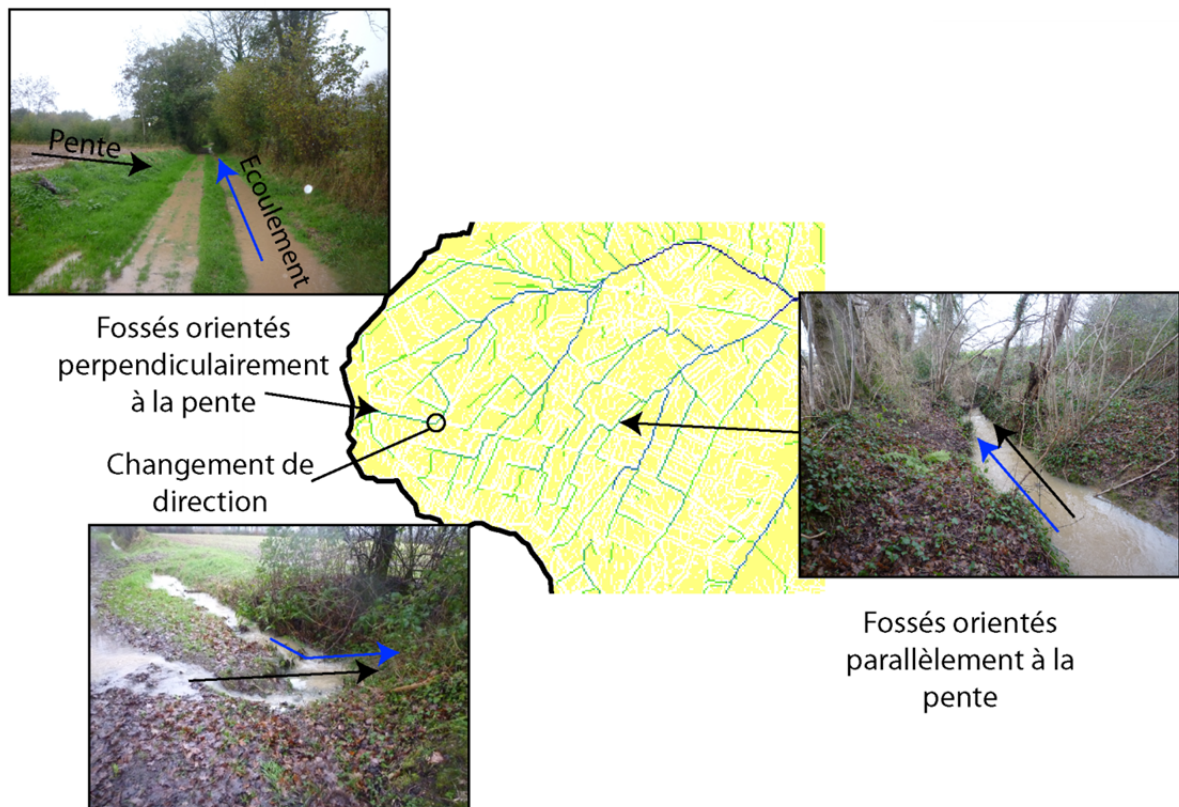 Pente
Ecoulement
Fossés orientés
perpendiculairement
à la pente
Changement de
direction
Fossés orientés
parallèlement à la
pente